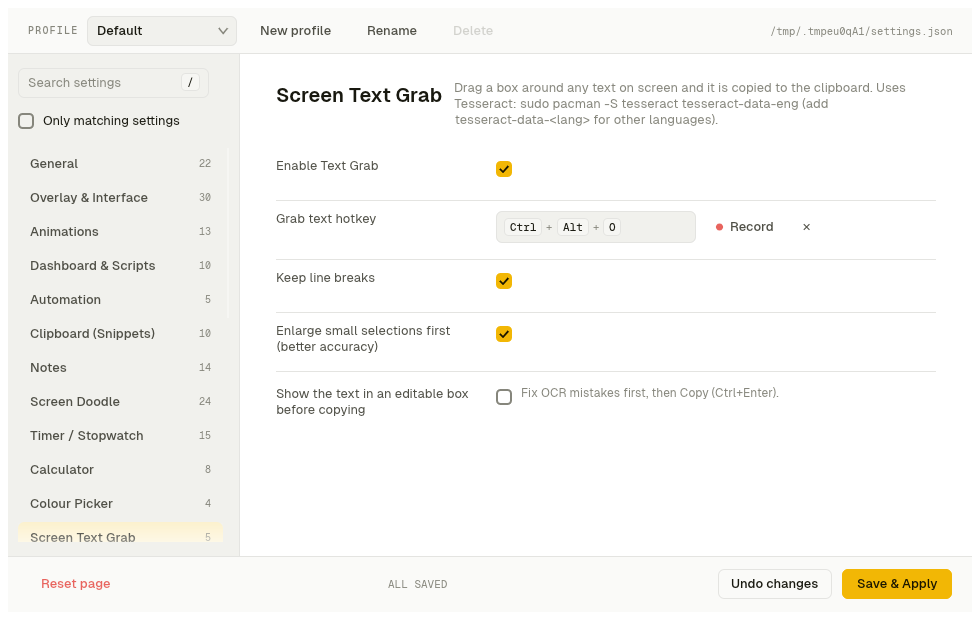 PROFILE Default New profile Rename Delete /tmp/.tmpeu0qA1/settings.json
Search settings /
Only matching settings
General 22
Overlay & Interface 30
Animations 13
Dashboard & Scripts 10
Automation 5
Clipboard (Snippets) 10
Notes 14
Screen Doodle 24
Timer / Stopwatch 15
Calculator 8
Colour Picker 4
Screen Text Grab 5
Screen Text Grab
Drag a box around any text on screen and it is copied to the clipboard. Uses
Tesseract: sudo pacman -S tesseract tesseract-data-eng (add
tesseract-data-<lang> for other languages).
Enable Text Grab
Grab text hotkey Ctrl + Alt + O Record ×
Keep line breaks
Enlarge small selections first
(better accuracy)
Show the text in an editable box
before copying
Fix OCR mistakes first, then Copy (Ctrl+Enter).
Reset page ALL SAVED Undo changes Save & Apply